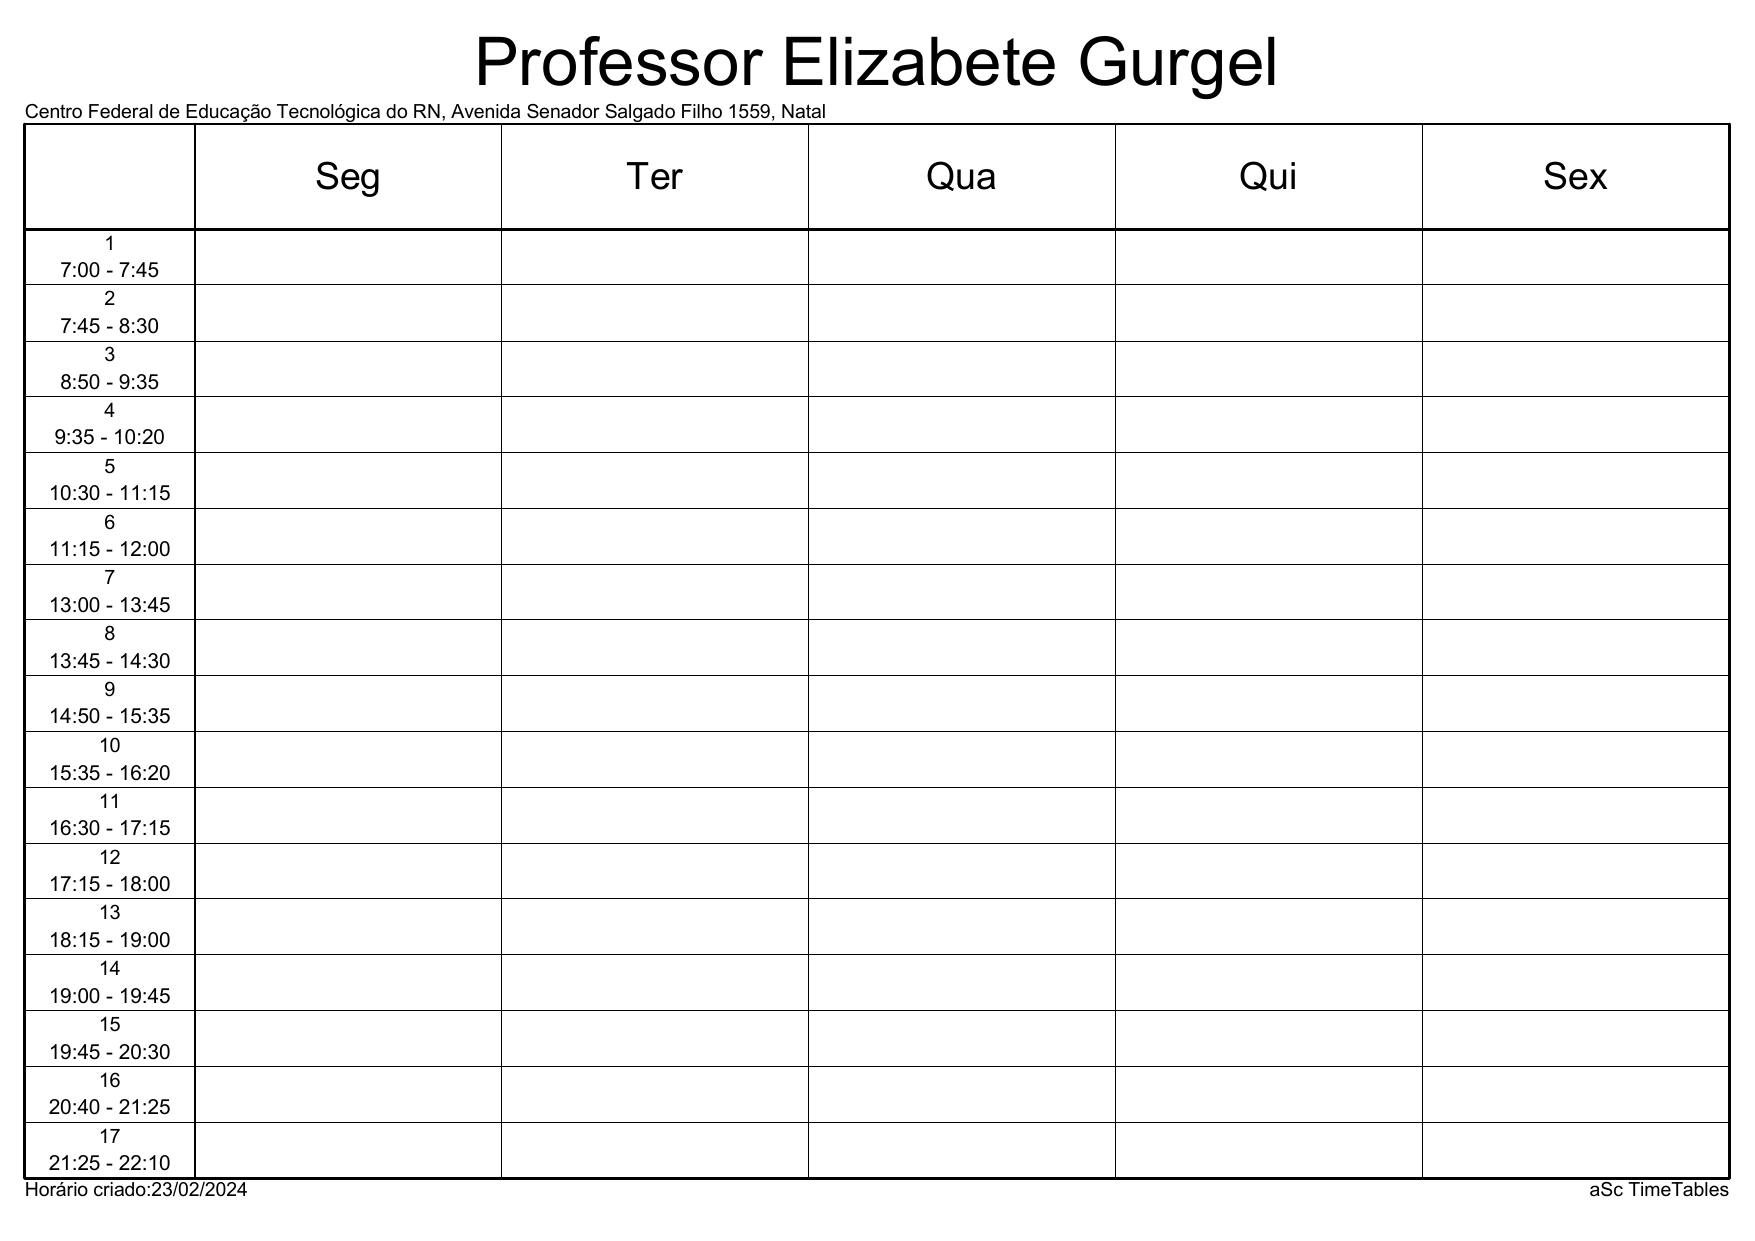 Professor Elizabete Gurgel
Centro Federal de Educação Tecnológica do RN, Avenida Senador Salgado Filho 1559, Natal
Seg Ter Qua Qui Sex
1
7:00 - 7:45
2
7:45 - 8:30
3
8:50 - 9:35
4
9:35 - 10:20
5
10:30 - 11:15
6
11:15 - 12:00
7
13:00 - 13:45
8
13:45 - 14:30
9
14:50 - 15:35
10
15:35 - 16:20
11
16:30 - 17:15
12
17:15 - 18:00
13
18:15 - 19:00
14
19:00 - 19:45
15
19:45 - 20:30
16
20:40 - 21:25
17
21:25 - 22:10
Horário criado:23/02/2024 aSc TimeTables